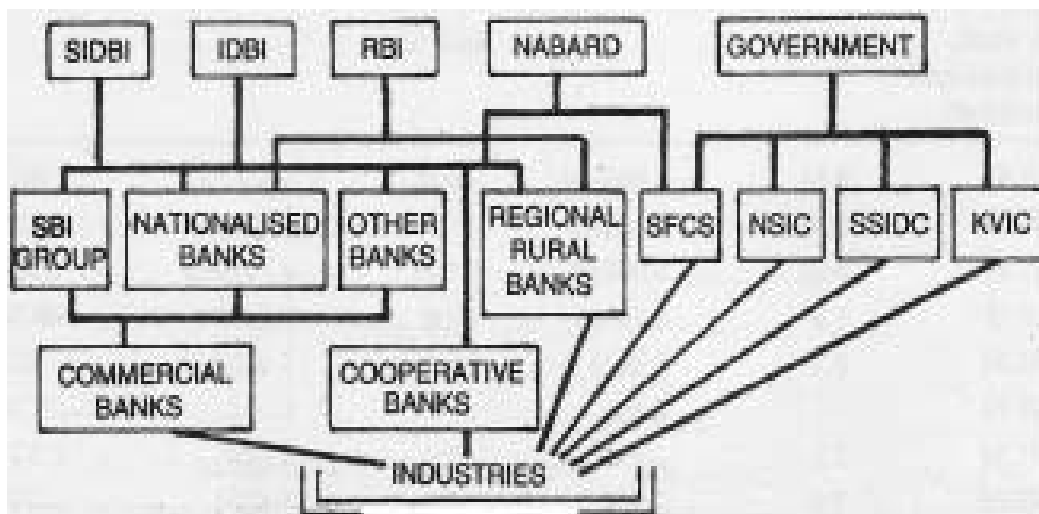 SIDBI
IDBI
RBI
NABARD
GOVERNMENT
SBI
GROUP
NATIONALISED
BANKS
OTHER
BANKS
REGIONAL
RURAL
BANKS
SFCS
NSIC
SSIDC
KVIC
COMMERCIAL
BANKS
COOPERATIVE
BANKS
INDUSTRIES